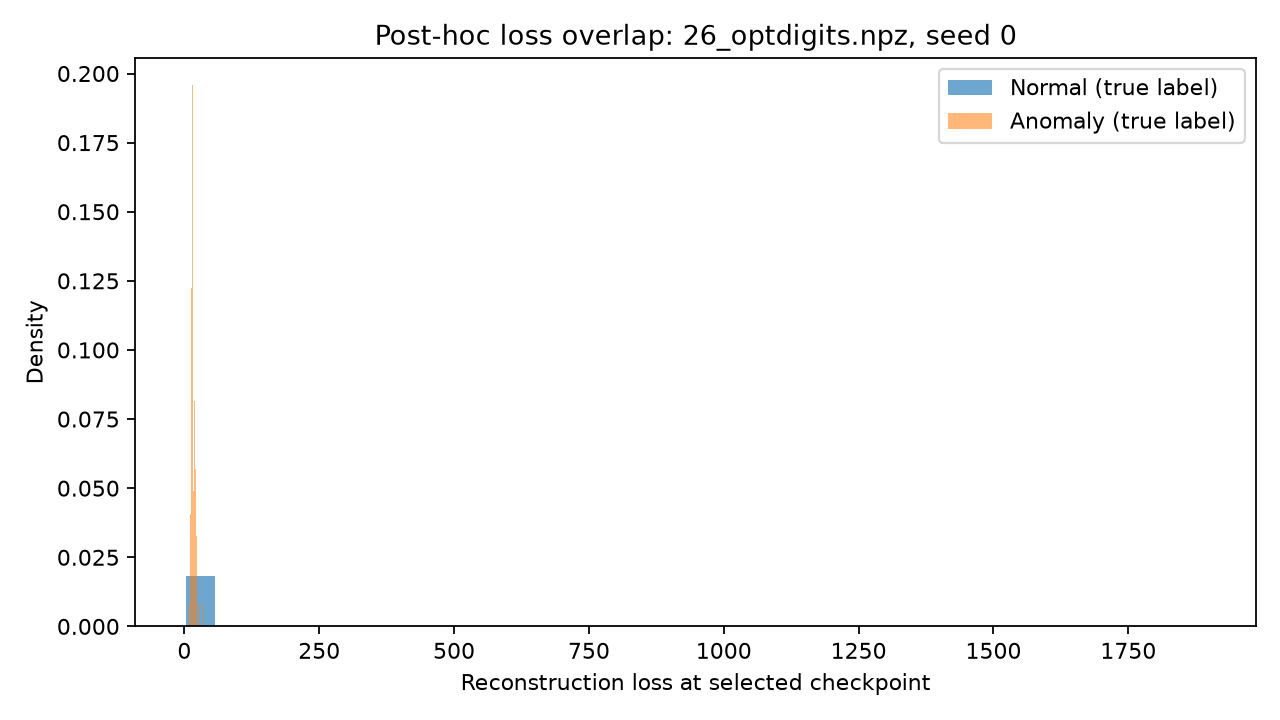 Post-hoc loss overlap: 26_optdigits.npz, seed 0
Normal (true label)
Anomaly (true label)
0.200
0.175
0.150
0.125
0.100
0.075
0.050
0.025
0.000
Density
0 250 500 750 1000 1250 1500 1750
Reconstruction loss at selected checkpoint